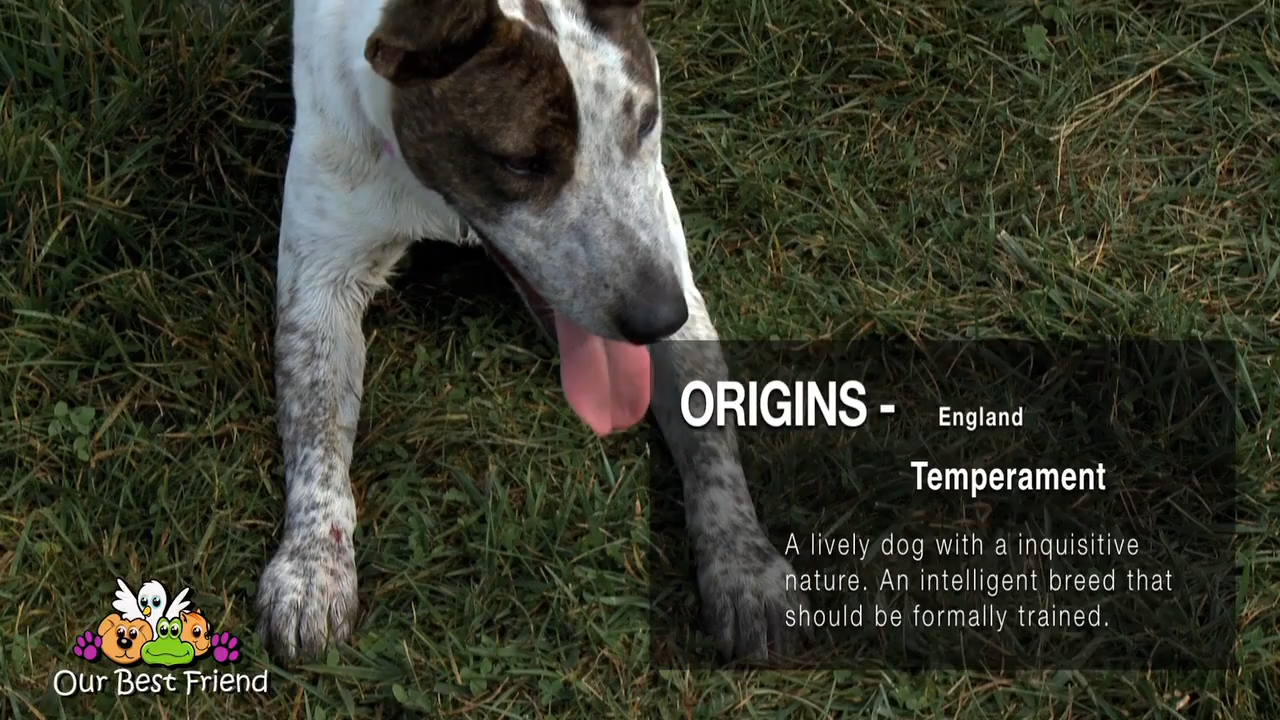 ORIGINS - England
Temperament
A lively dog with a inquisitive
nature. An intelligent breed that
should be formally trained.
Our Best Friend